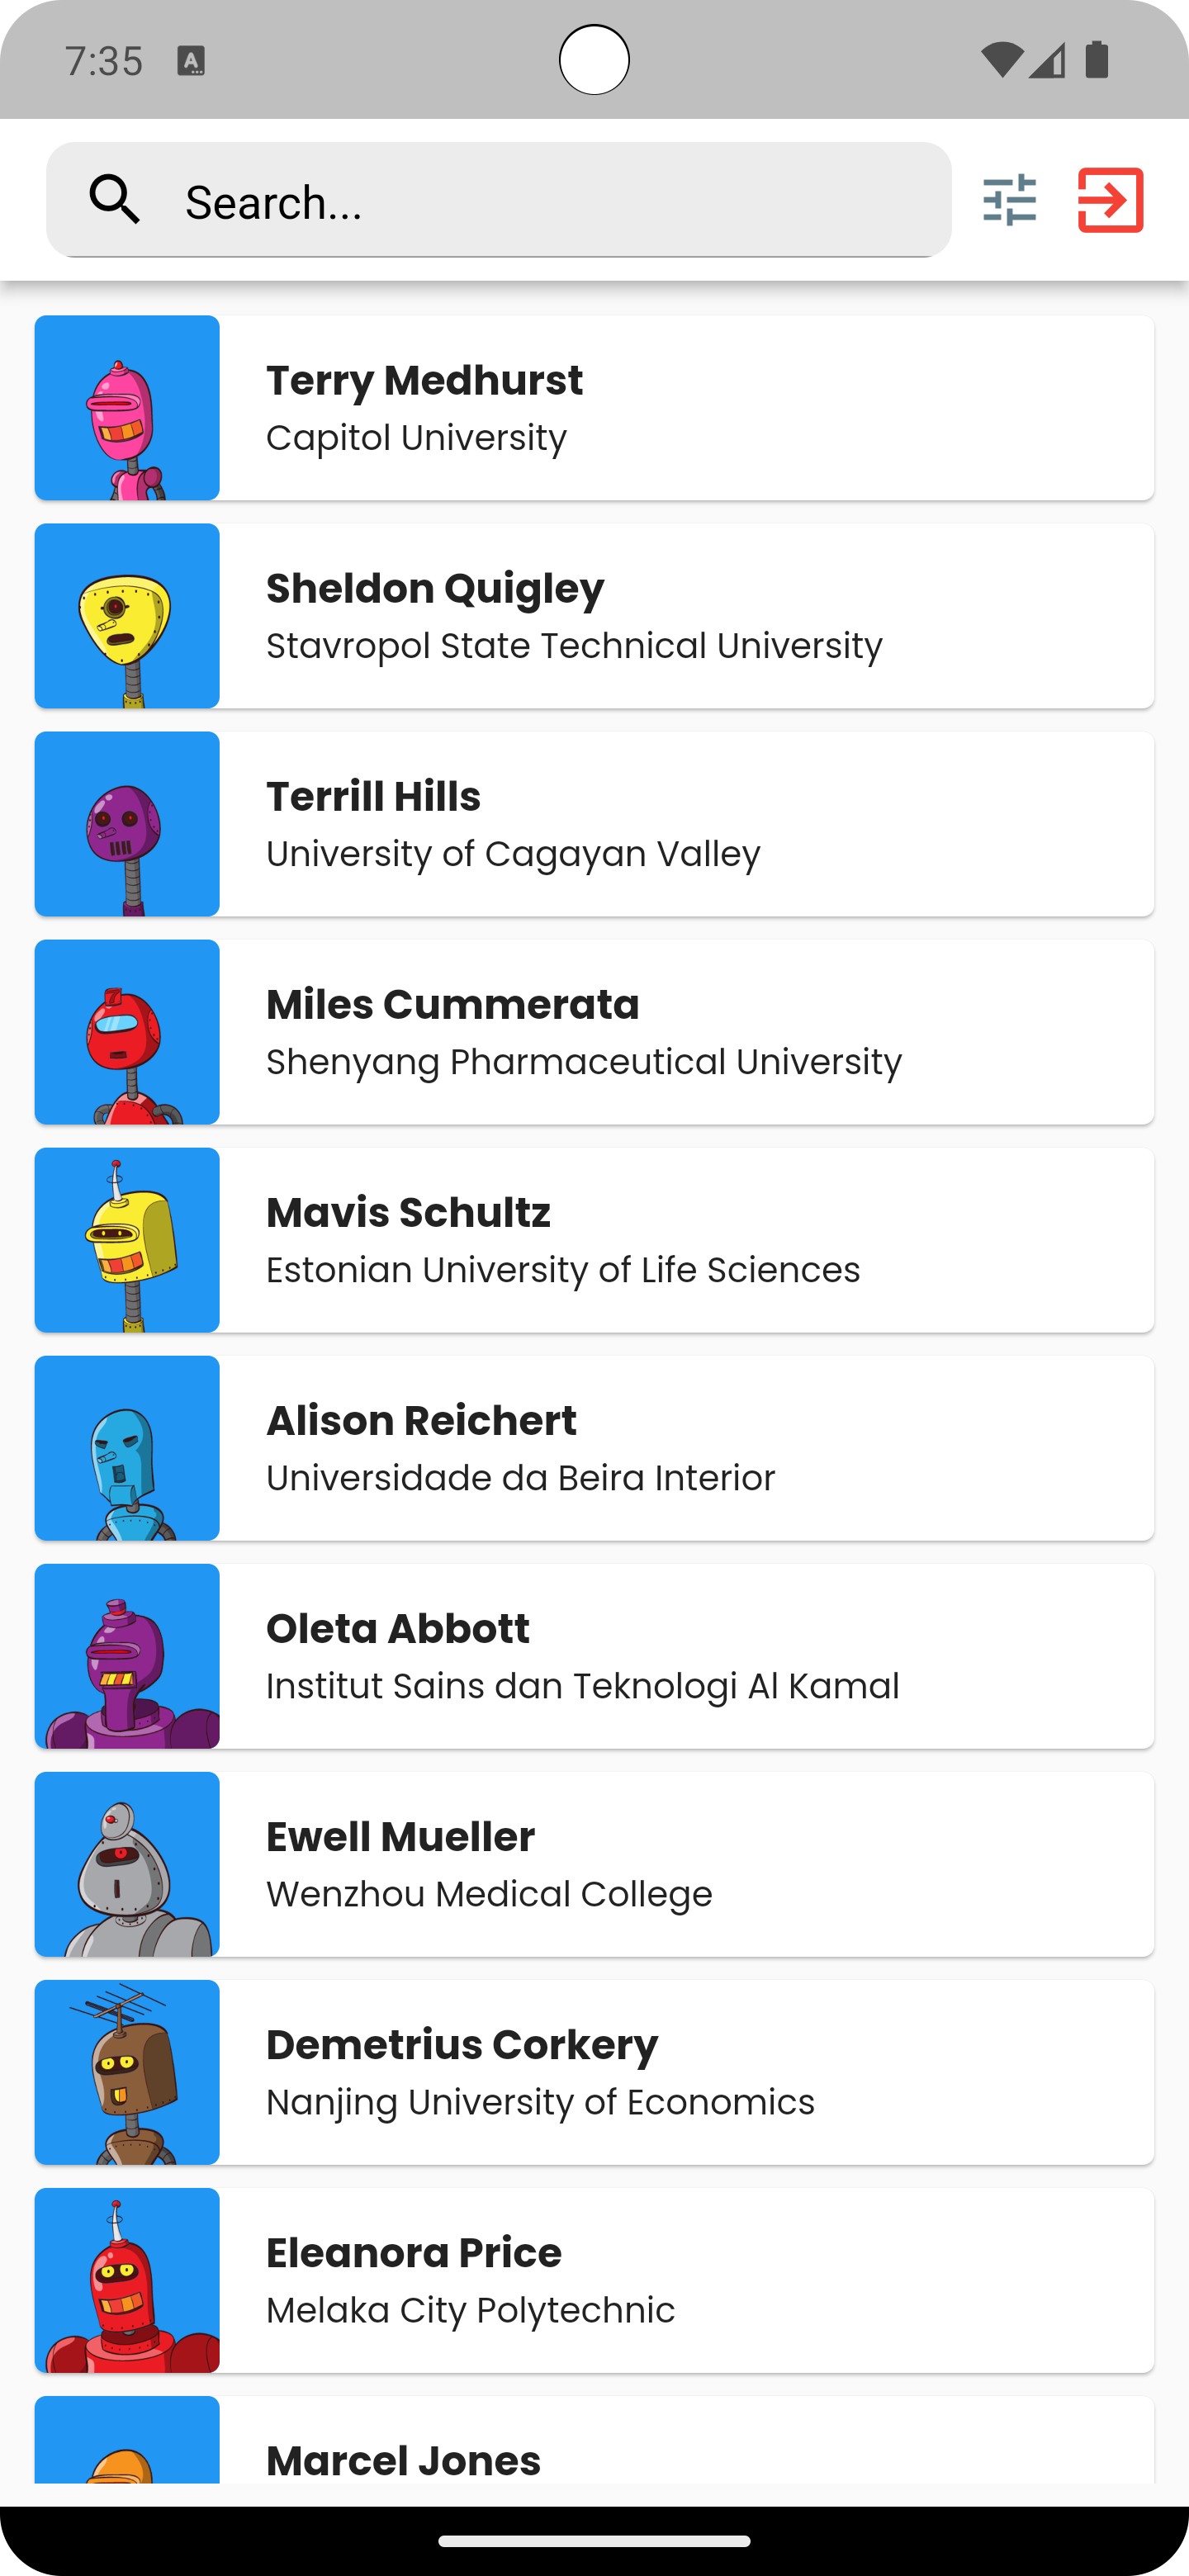 7:35
Search...
Terry Medhurst
Capitol University
Sheldon Quigley
Stavropol State Technical University
Terrill Hills
University of Cagayan Valley
Miles Cummerata
Shenyang Pharmaceutical University
Mavis Schultz
Estonian University of Life Sciences
Alison Reichert
Universidade da Beira Interior
Oleta Abbott
Institut Sains dan Teknologi Al Kamal
Ewell Mueller
Wenzhou Medical College
Demetrius Corkery
Nanjing University of Economics
Eleanora Price
Melaka City Polytechnic
Marcel Jones